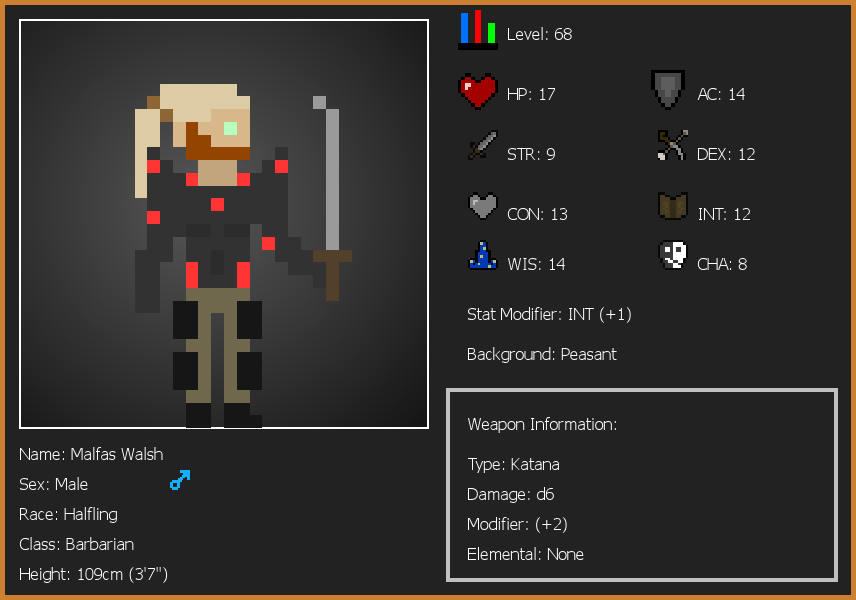 Level: 68
HP: 17
AC: 14
STR: 9
DEX: 12
CON: 13
INT: 12
WIS: 14
CHA: 8
Stat Modifier: INT (+1)
Background: Peasant
Weapon Information:
Type: Katana
Damage: d6
Modifier: (+2)
Elemental: None
Name: Malfas Walsh
Sex: Male
Race: Halfling
Class: Barbarian
Height: 109cm (3'7")